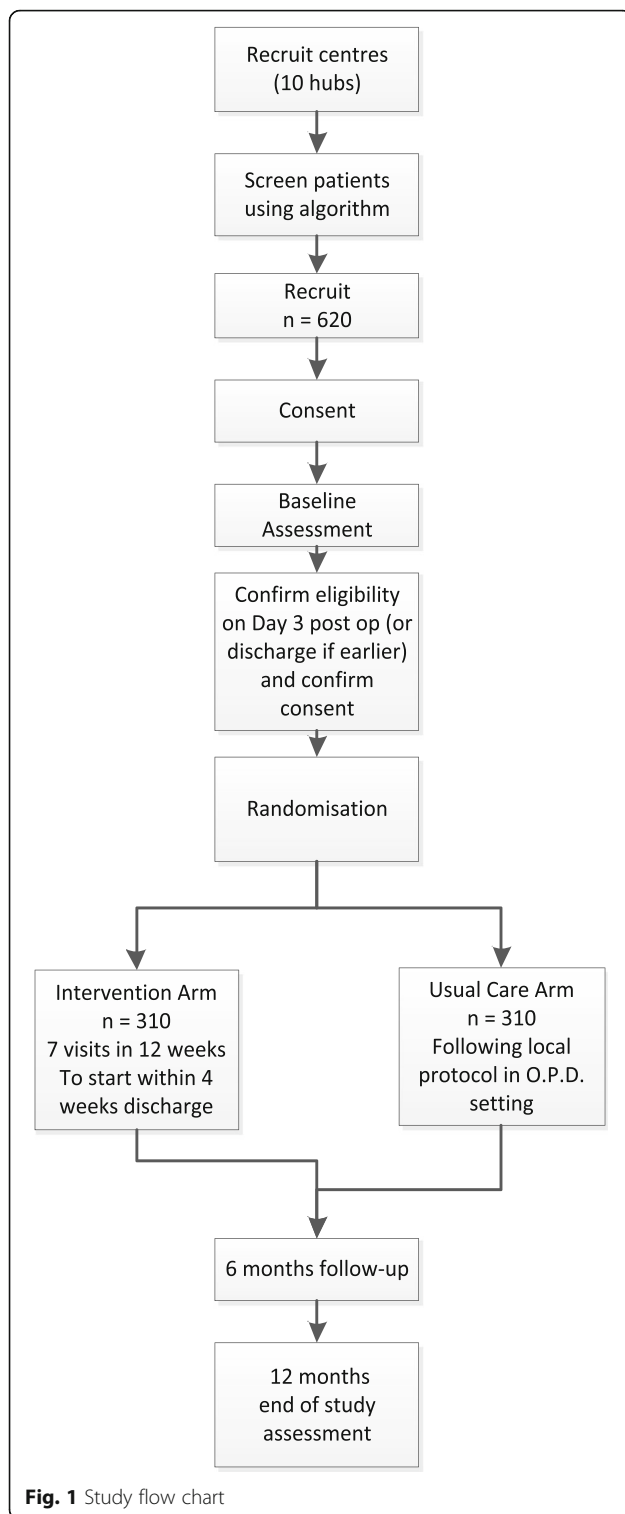 Recruit centres
(10 hubs)
Screen patients
using algorithm
Recruit
n = 620
Consent
Baseline
Assessment
Confirm eligibility
on Day 3 post op (or
discharge if earlier)
and confirm
consent
Randomisation
Intervention Arm
n = 310
7 visits in 12 weeks
To start within 4
weeks discharge
Usual Care Arm
n = 310
Following local
protocol in O.P.D.
setting
6 months follow-up
12 months
end of study
assessment
Fig. 1 Study flow chart